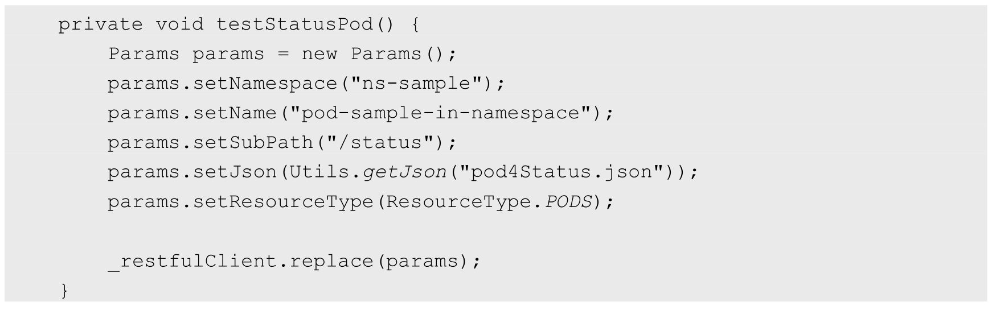 private void testStatusPod() {
Params params = new Params();
params.setNamespace("ns-sample");
params.setName("pod-sample-in-namespace");
params.setSubPath("/status");
params.setJson(Utils.getJson("pod4Status.json"));
params.setResourceType(ResourceType.PODS);
_restfulClient.replace(params);
}